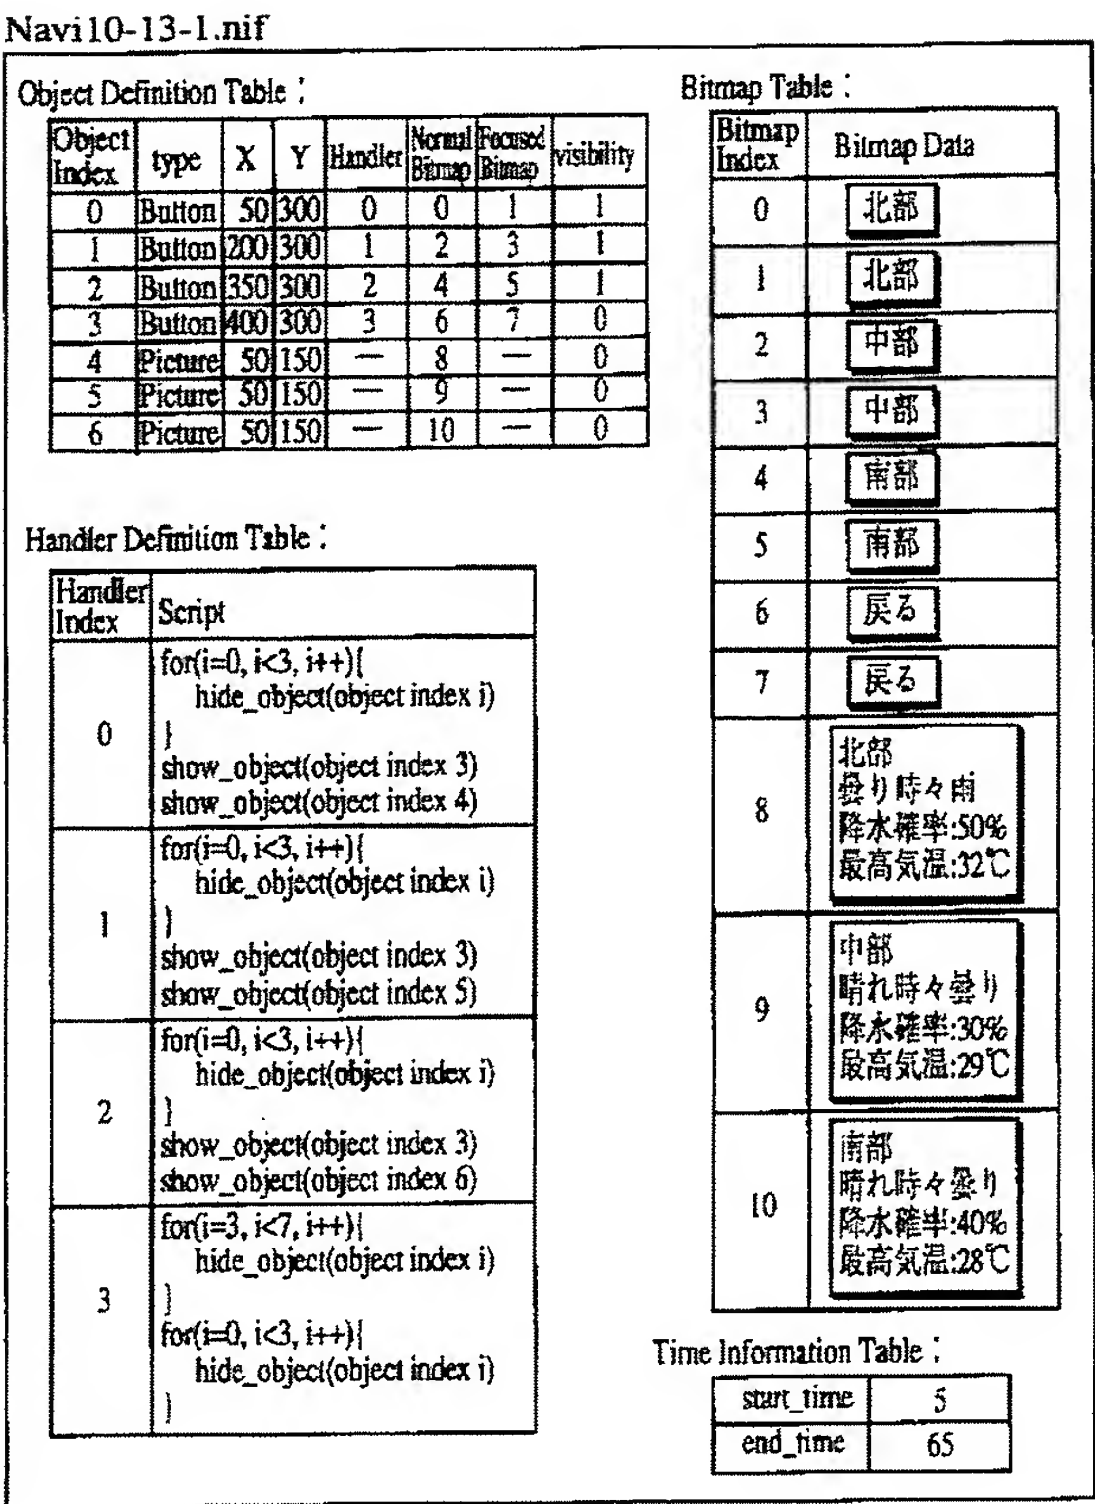 Navi10-13-1.nif
Object Definition Table :
Object Index type X Y Handler Normal Bitmap Focused Bitmap visibility
0 Button 50 300 0 0 1 1
1 Button 200 300 1 2 3 1
2 Button 350 300 2 4 5 1
3 Button 400 300 3 6 7 0
4 Picture 50 150 — 8 — 0
5 Picture 50 150 — 9 — 0
6 Picture 50 150 — 10 — 0
Handler Definition Table :
Handler Index Script
0
for(i=0, i<3, i++){
hide_object(object index i)
}
show_object(object index 3)
show_object(object index 4)
1
for(i=0, i<3, i++){
hide_object(object index i)
}
show_object(object index 3)
show_object(object index 5)
2
for(i=0, i<3, i++){
hide_object(object index i)
}
show_object(object index 3)
show_object(object index 6)
3
for(i=3, i<7, i++){
hide_object(object index i)
}
for(i=0, i<3, i++){
hide_object(object index i)
}
Bitmap Table :
Bitmap Index Bitmap Data
0 北部
1 北部
2 中部
3 中部
4 南部
5 南部
6 戻る
7 戻る
8
北部
曇り時々雨
降水確率:50%
最高気温:32℃
9
中部
晴れ時々曇り
降水確率:30%
最高気温:29℃
10
南部
晴れ時々曇り
降水確率:40%
最高気温:28℃
Time Information Table :
start_time 5
end_time 65